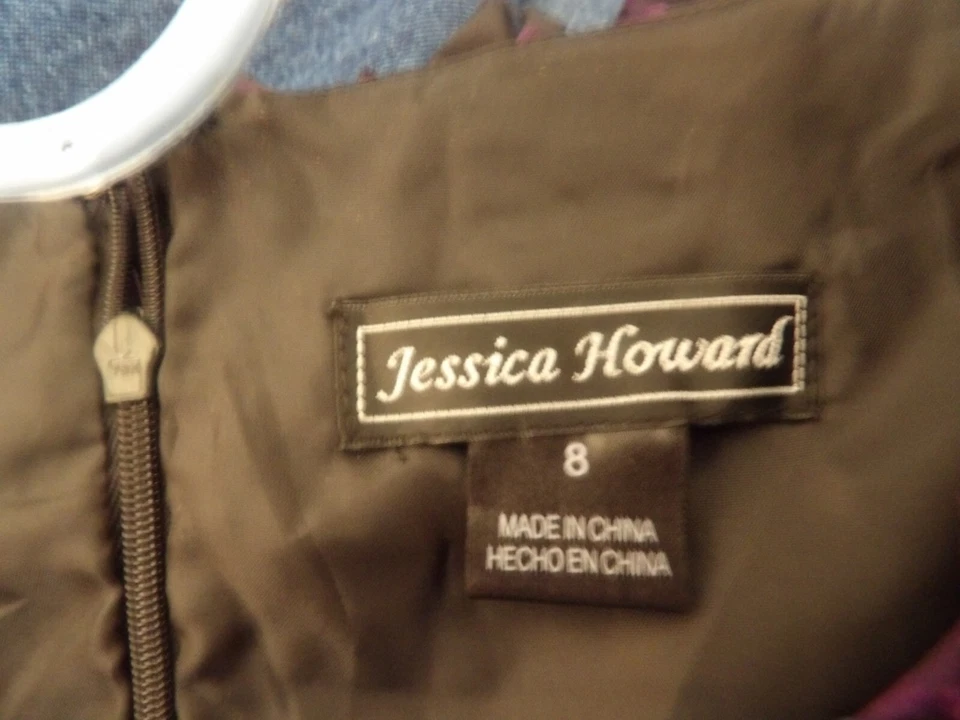 Jessica Howard
8
MADE IN CHINA
HECHO EN CHINA